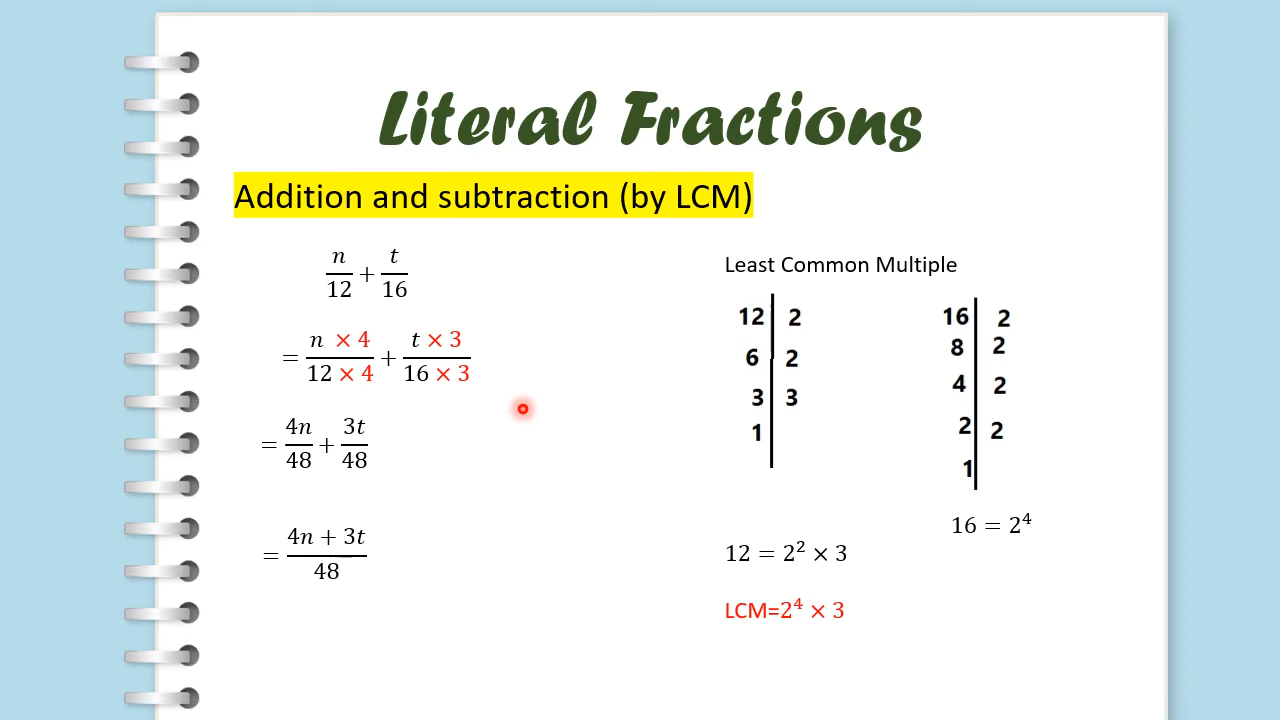 Literal Fractions
Addition and subtraction (by LCM)
n/12 + t/16
= n × 4/12 × 4 + t × 3/16 × 3
= 4n/48 + 3t/48
= 4n + 3t/48
Least Common Multiple
12 | 2
6 | 2
3 | 3
1 |
16 | 2
8 | 2
4 | 2
2 | 2
1 |
16 = 2⁴
12 = 2² × 3
LCM=2⁴ × 3